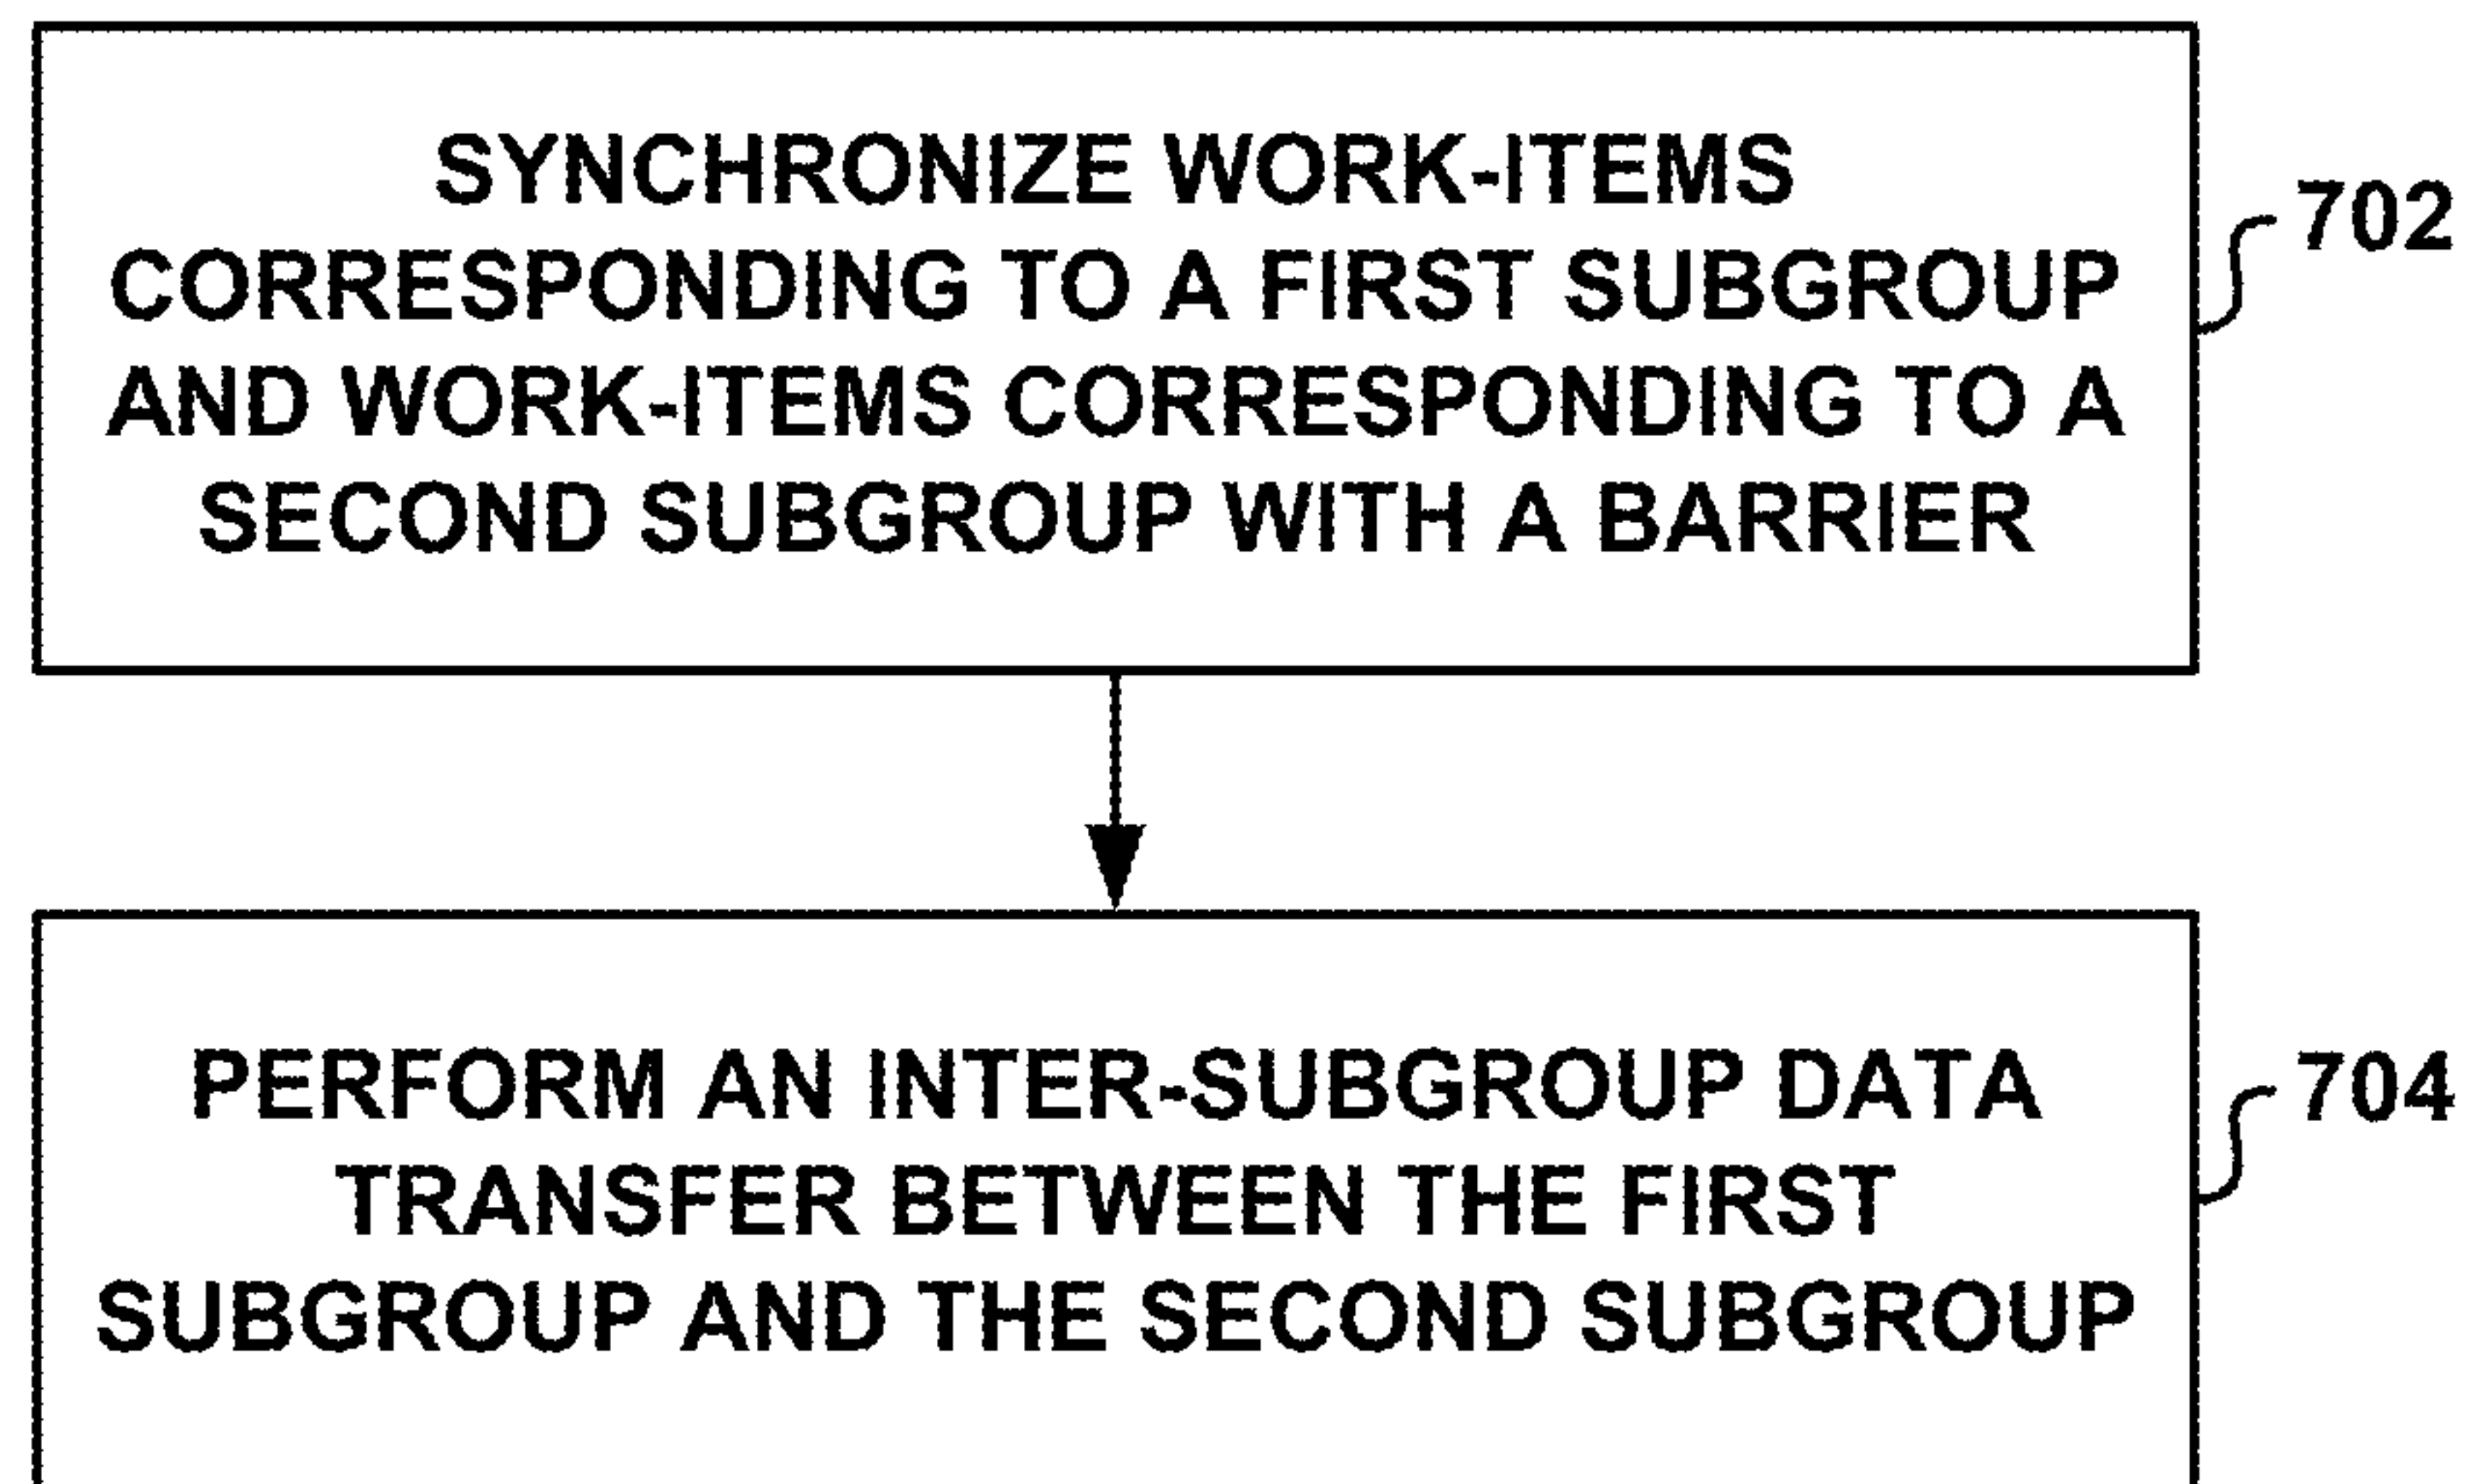 SYNCHRONIZE WORK-ITEMS
CORRESPONDING TO A FIRST SUBGROUP
AND WORK-ITEMS CORRESPONDING TO A
SECOND SUBGROUP WITH A BARRIER
702
PERFORM AN INTER-SUBGROUP DATA
TRANSFER BETWEEN THE FIRST
SUBGROUP AND THE SECOND SUBGROUP
704